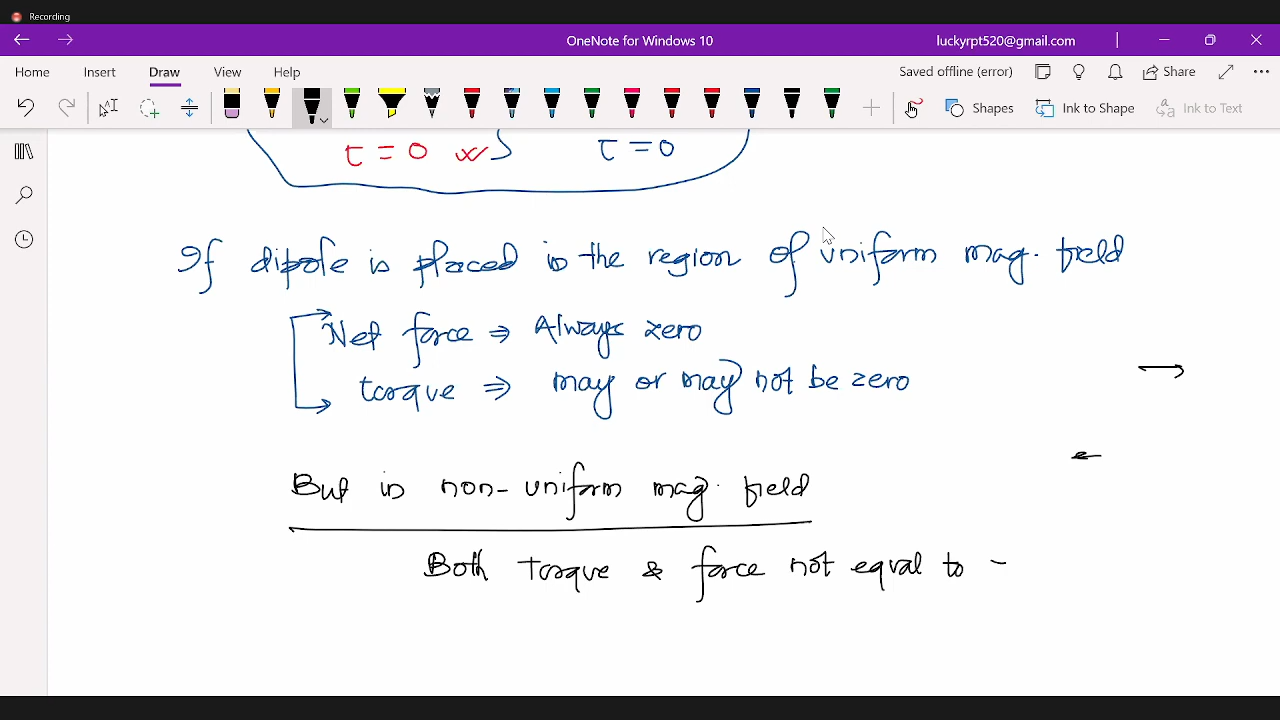 Recording
OneNote for Windows 10
luckyrpt520@gmail.com
Home Insert Draw View Help
Saved offline (error)
Share
Shapes
Ink to Shape
Ink to Text
τ = 0
τ = 0
If dipole is placed in the region of uniform mag. field
Net force ⇒ Always zero
torque ⇒ may or may not be zero
But in non-uniform mag. field
Both torque & force not equal to -